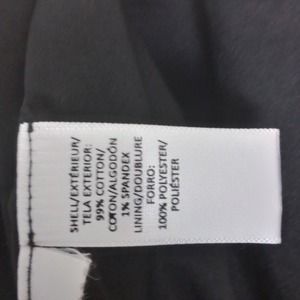 SHELL/EXTÉRIEUR/
TELA EXTERIOR:
99% COTTON/
COTON/ALGODÓN
1% SPANDEX
LINING/DOUBLURE
FORRO:
100% POLYESTER/
POLIÉSTER